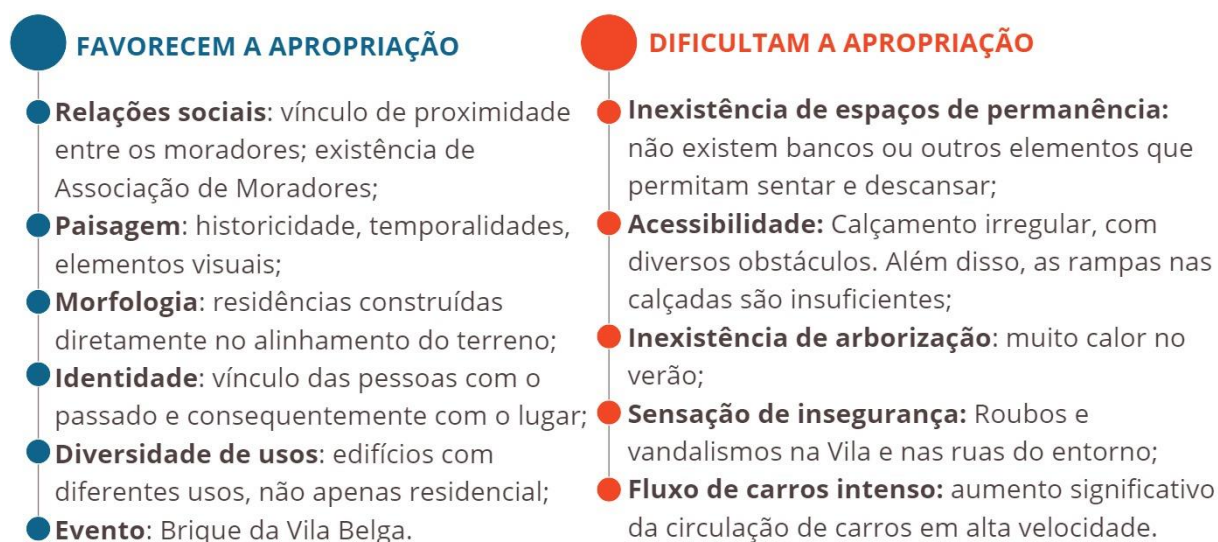 FAVORECEM A APROPRIAÇÃO
Relações sociais: vínculo de proximidade
entre os moradores; existência de
Associação de Moradores;
Paisagem: historicidade, temporalidades,
elementos visuais;
Morfologia: residências construídas
diretamente no alinhamento do terreno;
Identidade: vínculo das pessoas com o
passado e consequentemente com o lugar;
Diversidade de usos: edifícios com
diferentes usos, não apenas residencial;
Evento: Brique da Vila Belga.
DIFICULTAM A APROPRIAÇÃO
Inexistência de espaços de permanência:
não existem bancos ou outros elementos que
permitam sentar e descansar;
Acessibilidade: Calçamento irregular, com
diversos obstáculos. Além disso, as rampas nas
calçadas são insuficientes;
Inexistência de arborização: muito calor no
verão;
Sensação de insegurança: Roubos e
vandalismos na Vila e nas ruas do entorno;
Fluxo de carros intenso: aumento significativo
da circulação de carros em alta velocidade.